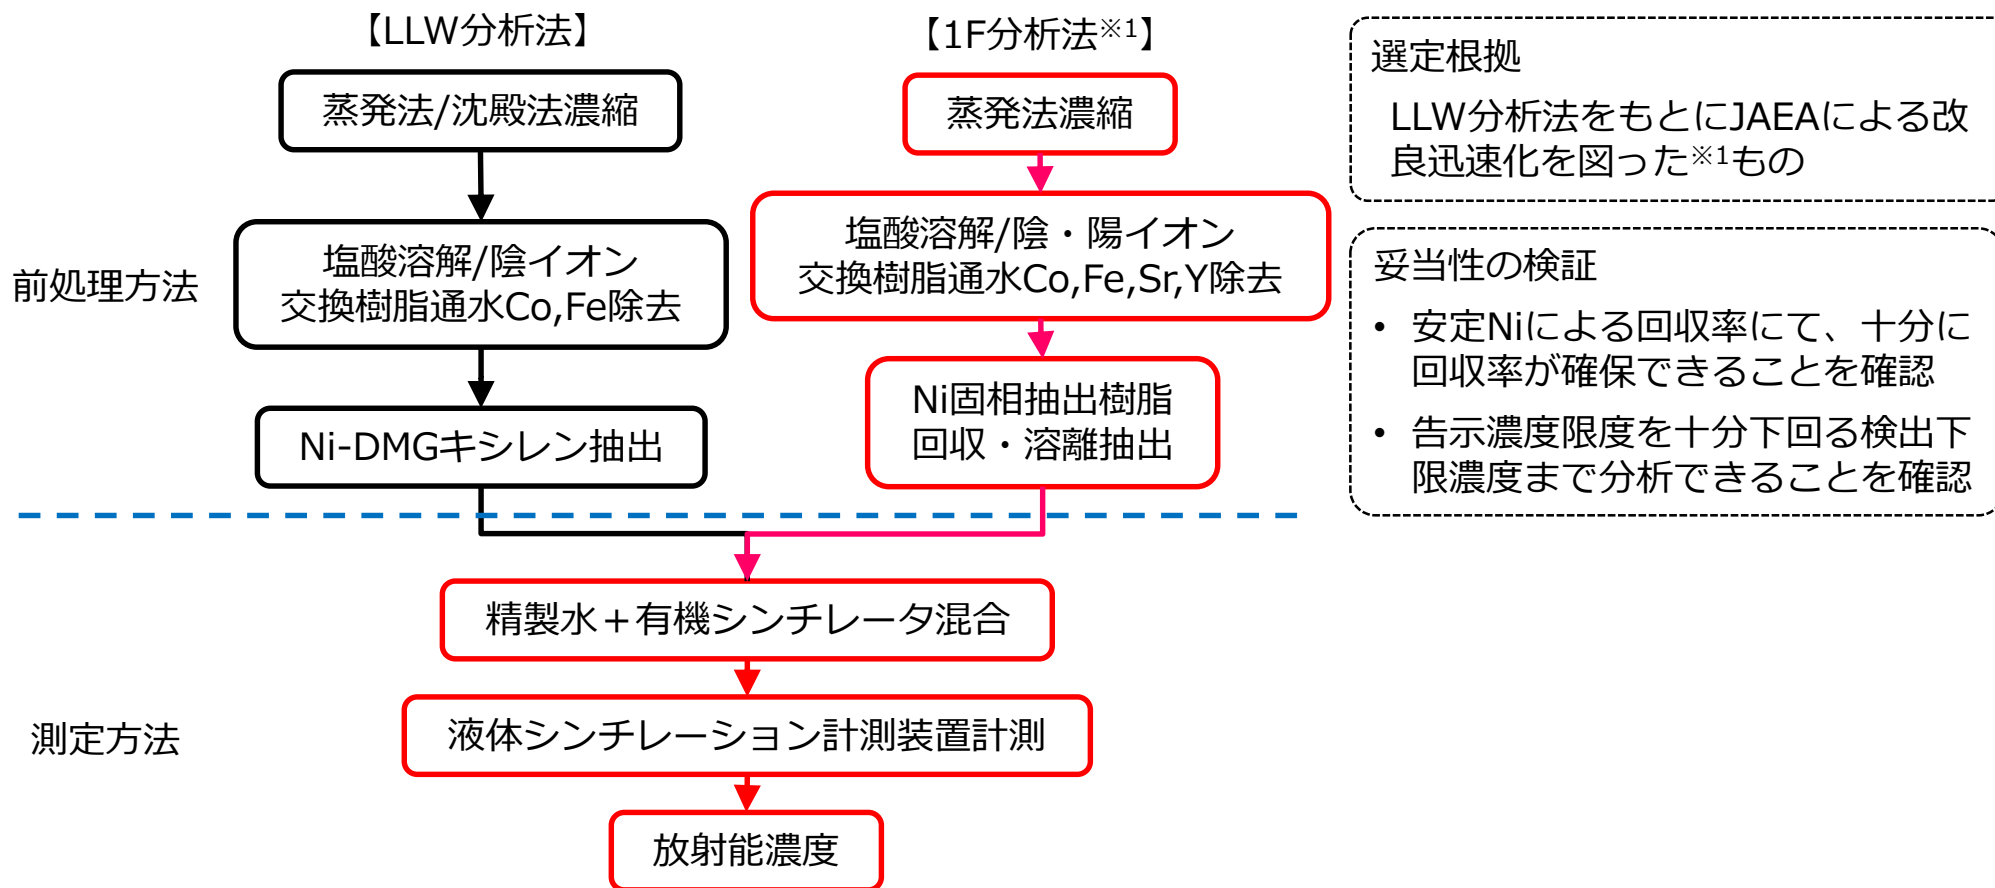 【LLW分析法】
蒸発法/沈殿法濃縮
塩酸溶解/陰イオン
交換樹脂通水Co,Fe除去
Ni-DMGキシレン抽出
【1F分析法※1】
蒸発法濃縮
塩酸溶解/陰・陽イオン
交換樹脂通水Co,Fe,Sr,Y除去
Ni固相抽出樹脂
回収・溶離抽出
前処理方法
精製水＋有機シンチレータ混合
液体シンチレーション計測装置計測
放射能濃度
測定方法
選定根拠
LLW分析法をもとにJAEAによる改
良迅速化を図った※1もの
妥当性の検証
• 安定Niによる回収率にて、十分に
回収率が確保できることを確認
• 告示濃度限度を十分下回る検出下
限濃度まで分析できることを確認